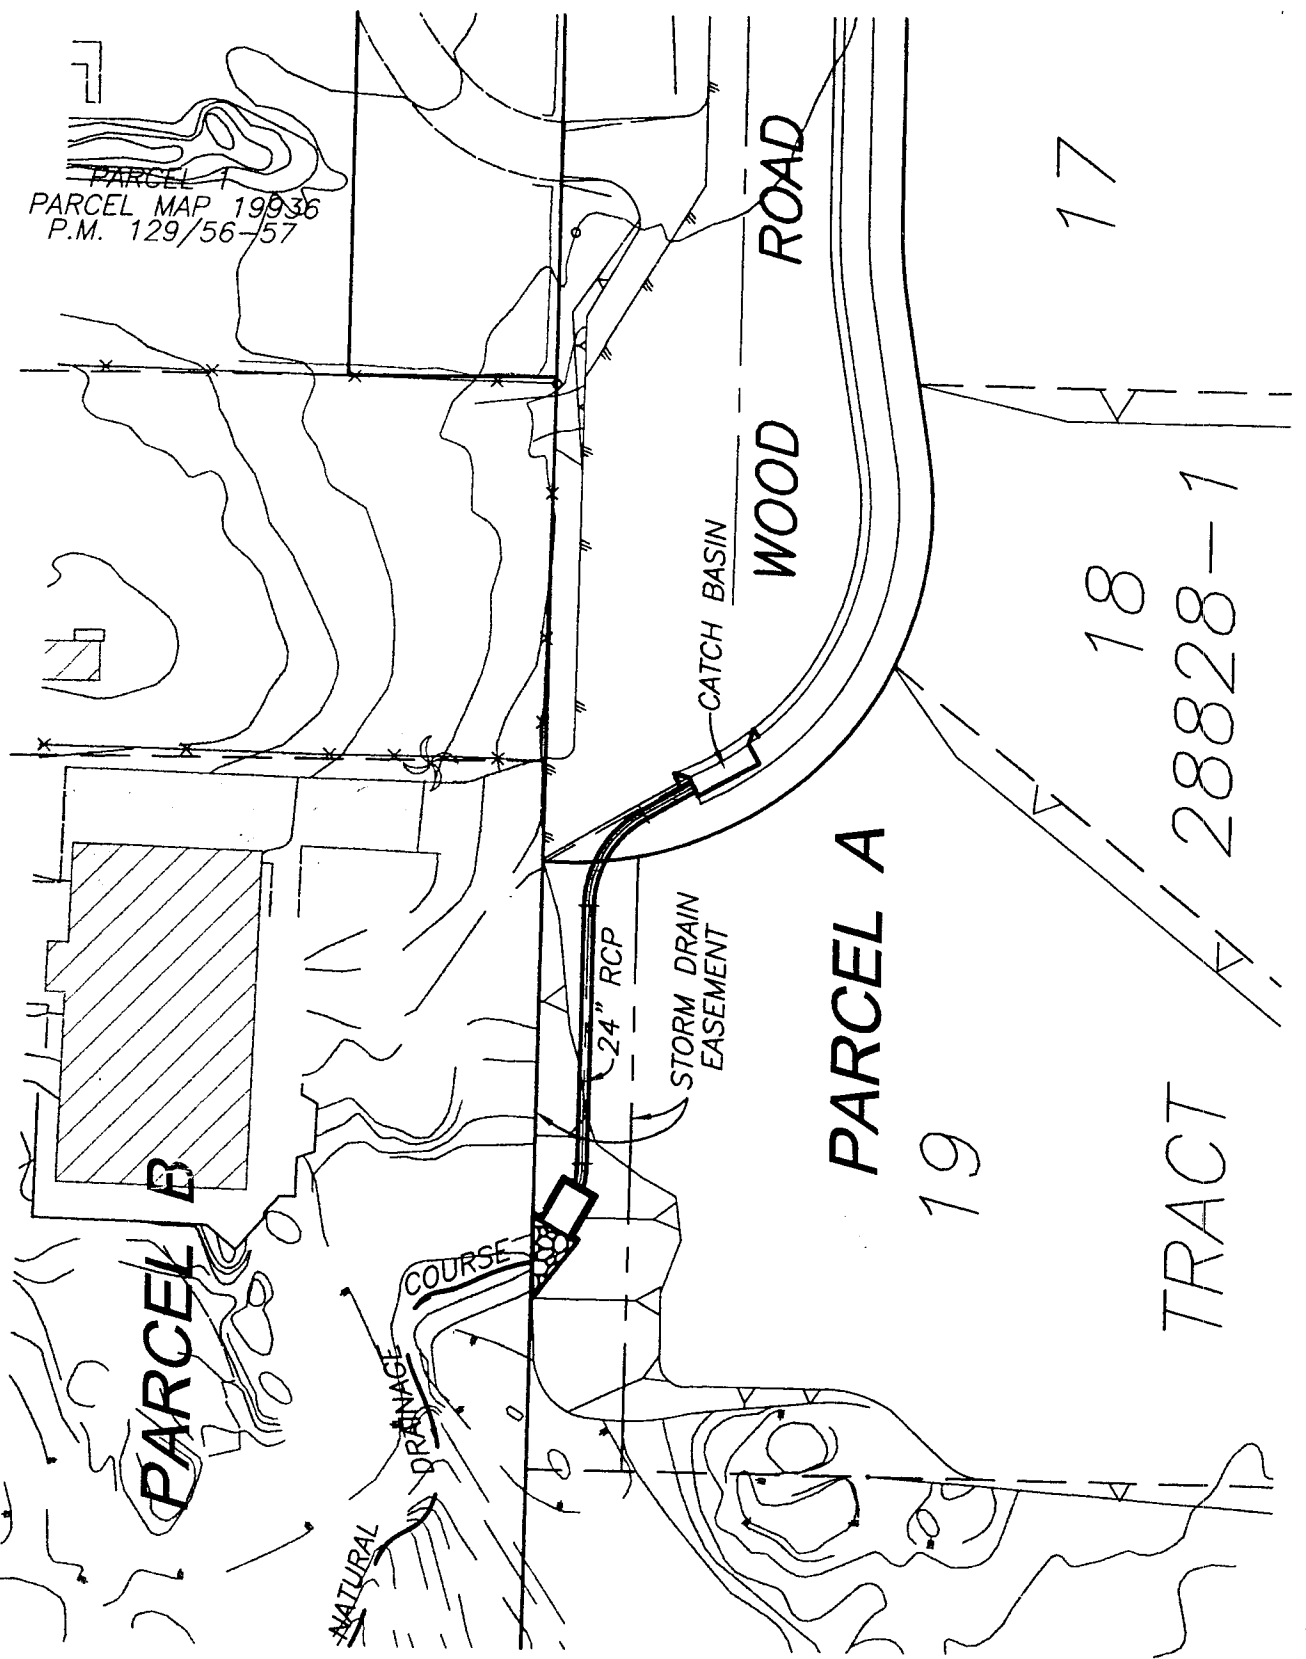 PARCEL 1
PARCEL MAP 19936
P.M. 129/56-57
WOOD ROAD
17
CATCH BASIN
18
TRACT 28828-1
PARCEL A
19
24" RCP
STORM DRAIN
EASEMENT
PARCEL B
NATURAL DRAINAGE COURSE